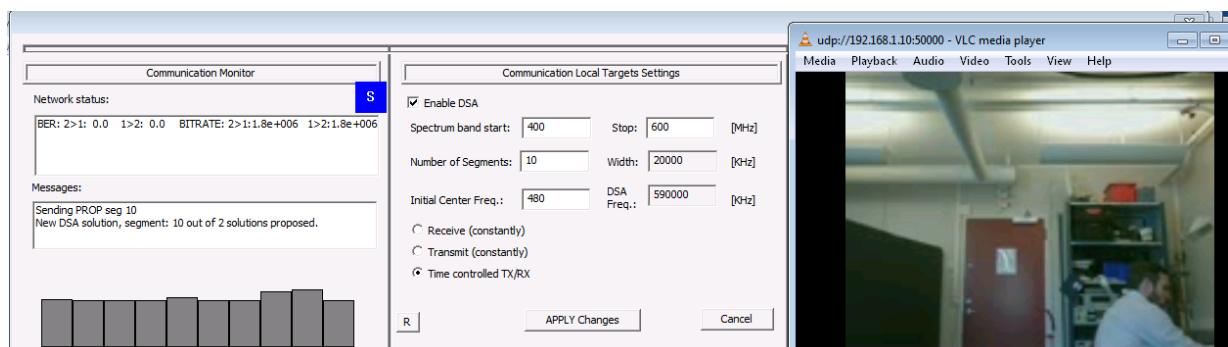 Communication Monitor
Network status:
S
BER: 2>1: 0.0 1>2: 0.0 BITRATE: 2>1:1.8e+006 1>2:1.8e+006
Messages:
Sending PROP seg 10
New DSA solution, segment: 10 out of 2 solutions proposed.
Communication Local Targets Settings
Enable DSA
Spectrum band start: 400 Stop: 600 [MHz]
Number of Segments: 10 Width: 20000 [KHz]
Initial Center Freq.: 480 DSA Freq.: 590000 [KHz]
Receive (constantly)
Transmit (constantly)
Time controlled TX/RX
R APPLY Changes Cancel
udp://192.168.1.10:50000 - VLC media player
Media Playback Audio Video Tools View Help